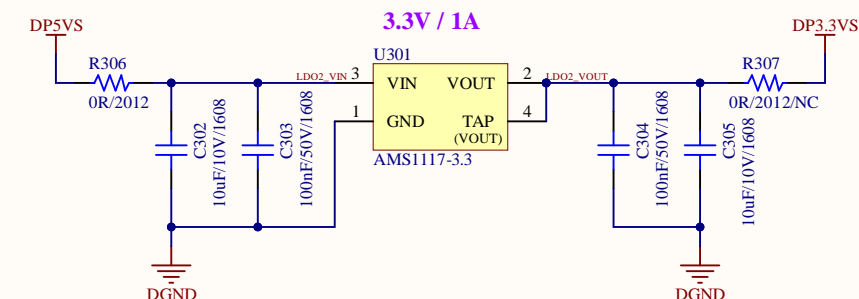 3.3V / 1A
DP5VS
DP3.3VS
R306
0R/2012
LDO2_VIN
3
U301
VIN
VOUT
2
LDO2_VOUT
R307
0R/2012/NC
1
GND
TAP
(VOUT)
4
AMS1117-3.3
C302
10uF/10V/1608
C303
100nF/50V/1608
C304
100nF/50V/1608
C305
10uF/10V/1608
DGND
DGND